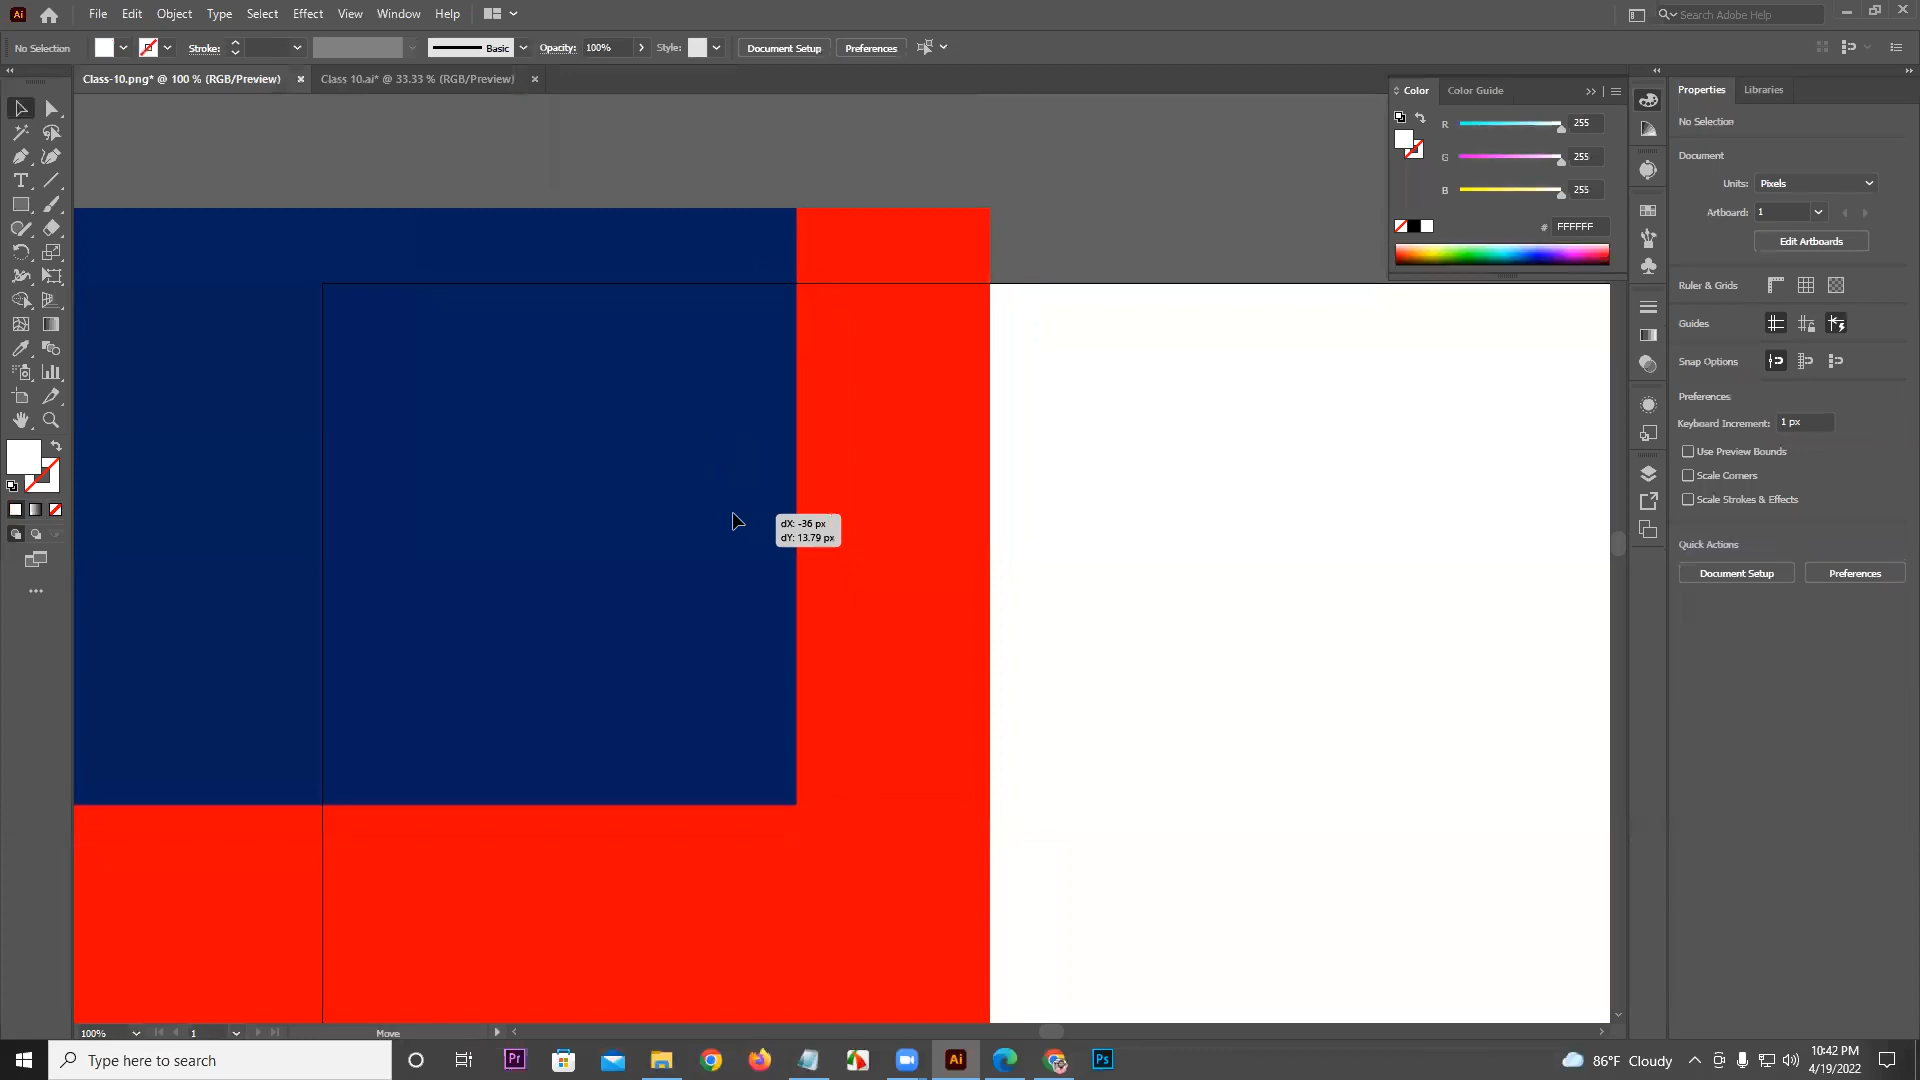 Ai File Edit Object Type Select Effect View Window Help Search Adobe Help
No Selection Stroke: Basic Opacity: 100% Style: Document Setup Preferences
Class-10.png* @ 100 % (RGB/Preview) × Class 10.ai* @ 33.33 % (RGB/Preview) ×
Color Color Guide
R 255
G 255
B 255
# FFFFFF
Properties Libraries
No Selection
Document
Units: Pixels
Artboard: 1
Edit Artboards
Ruler & Grids
Guides
Snap Options
Preferences
Keyboard Increment: 1 px
Use Preview Bounds
Scale Corners
Scale Strokes & Effects
Quick Actions
Document Setup Preferences
dX: -36 px
dY: 13.79 px
100% 1 Move
Type here to search Pr Ai Ps 86°F Cloudy 10:42 PM
4/19/2022